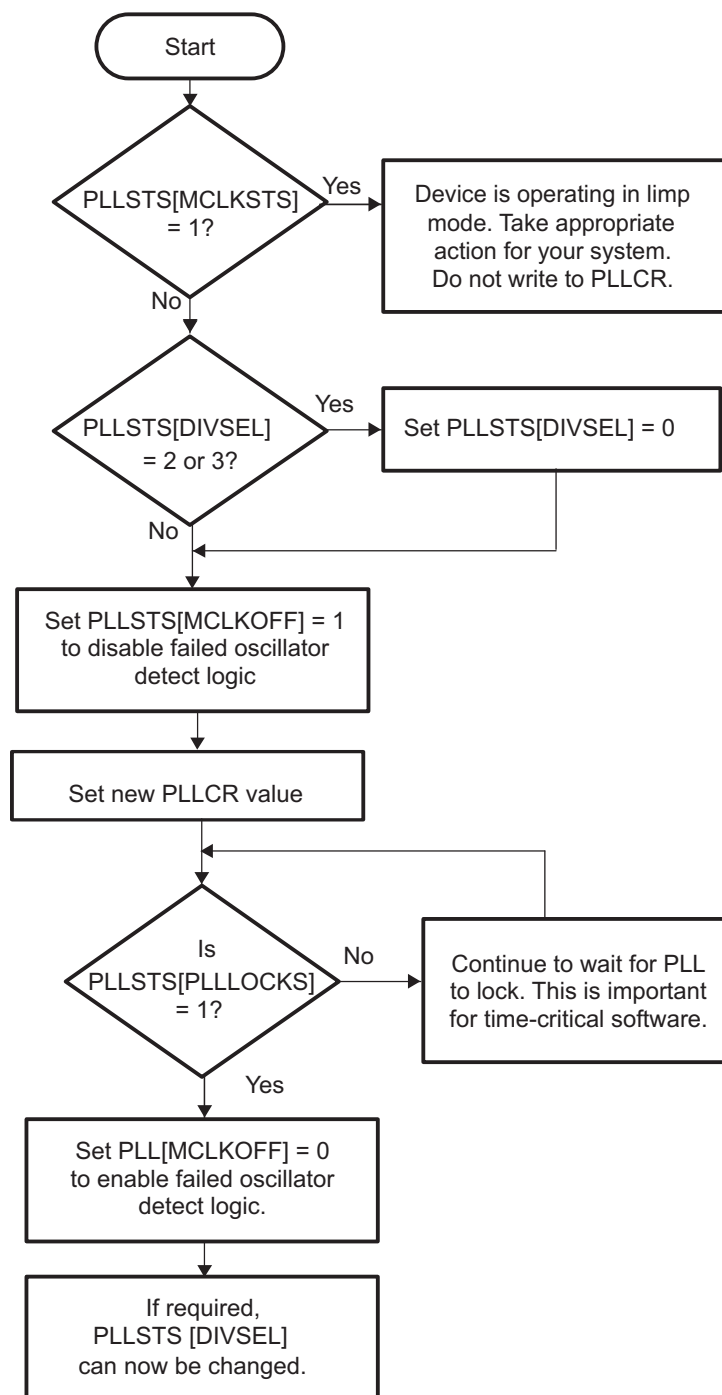 Start
PLLSTS[MCLKSTS]
= 1?
Yes
Device is operating in limp
mode. Take appropriate
action for your system.
Do not write to PLLCR.
No
PLLSTS[DIVSEL]
= 2 or 3?
Yes
Set PLLSTS[DIVSEL] = 0
No
Set PLLSTS[MCLKOFF] = 1
to disable failed oscillator
detect logic
Set new PLLCR value
Is
PLLSTS[PLLLOCKS]
= 1?
No
Continue to wait for PLL
to lock. This is important
for time-critical software.
Yes
Set PLL[MCLKOFF] = 0
to enable failed oscillator
detect logic.
If required,
PLLSTS [DIVSEL]
can now be changed.